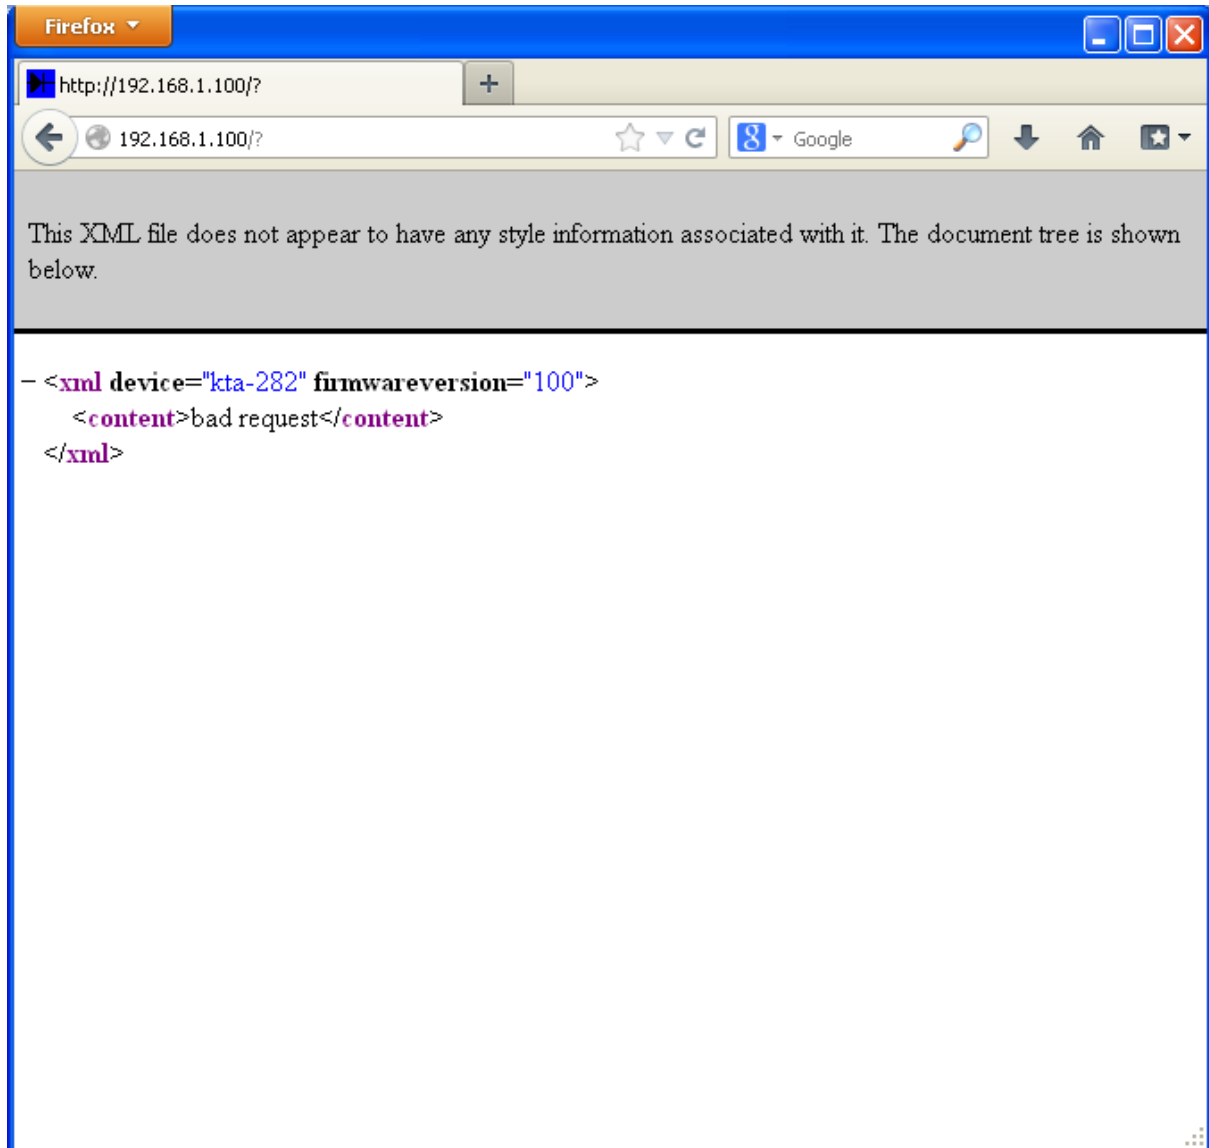 Firefox
http://192.168.1.100/?
+
192.168.1.100/?
8
Google
This XML file does not appear to have any style information associated with it. The document tree is shown
below.
− <xml device="kta-282" firmwareversion="100">
<content>bad request</content>
</xml>